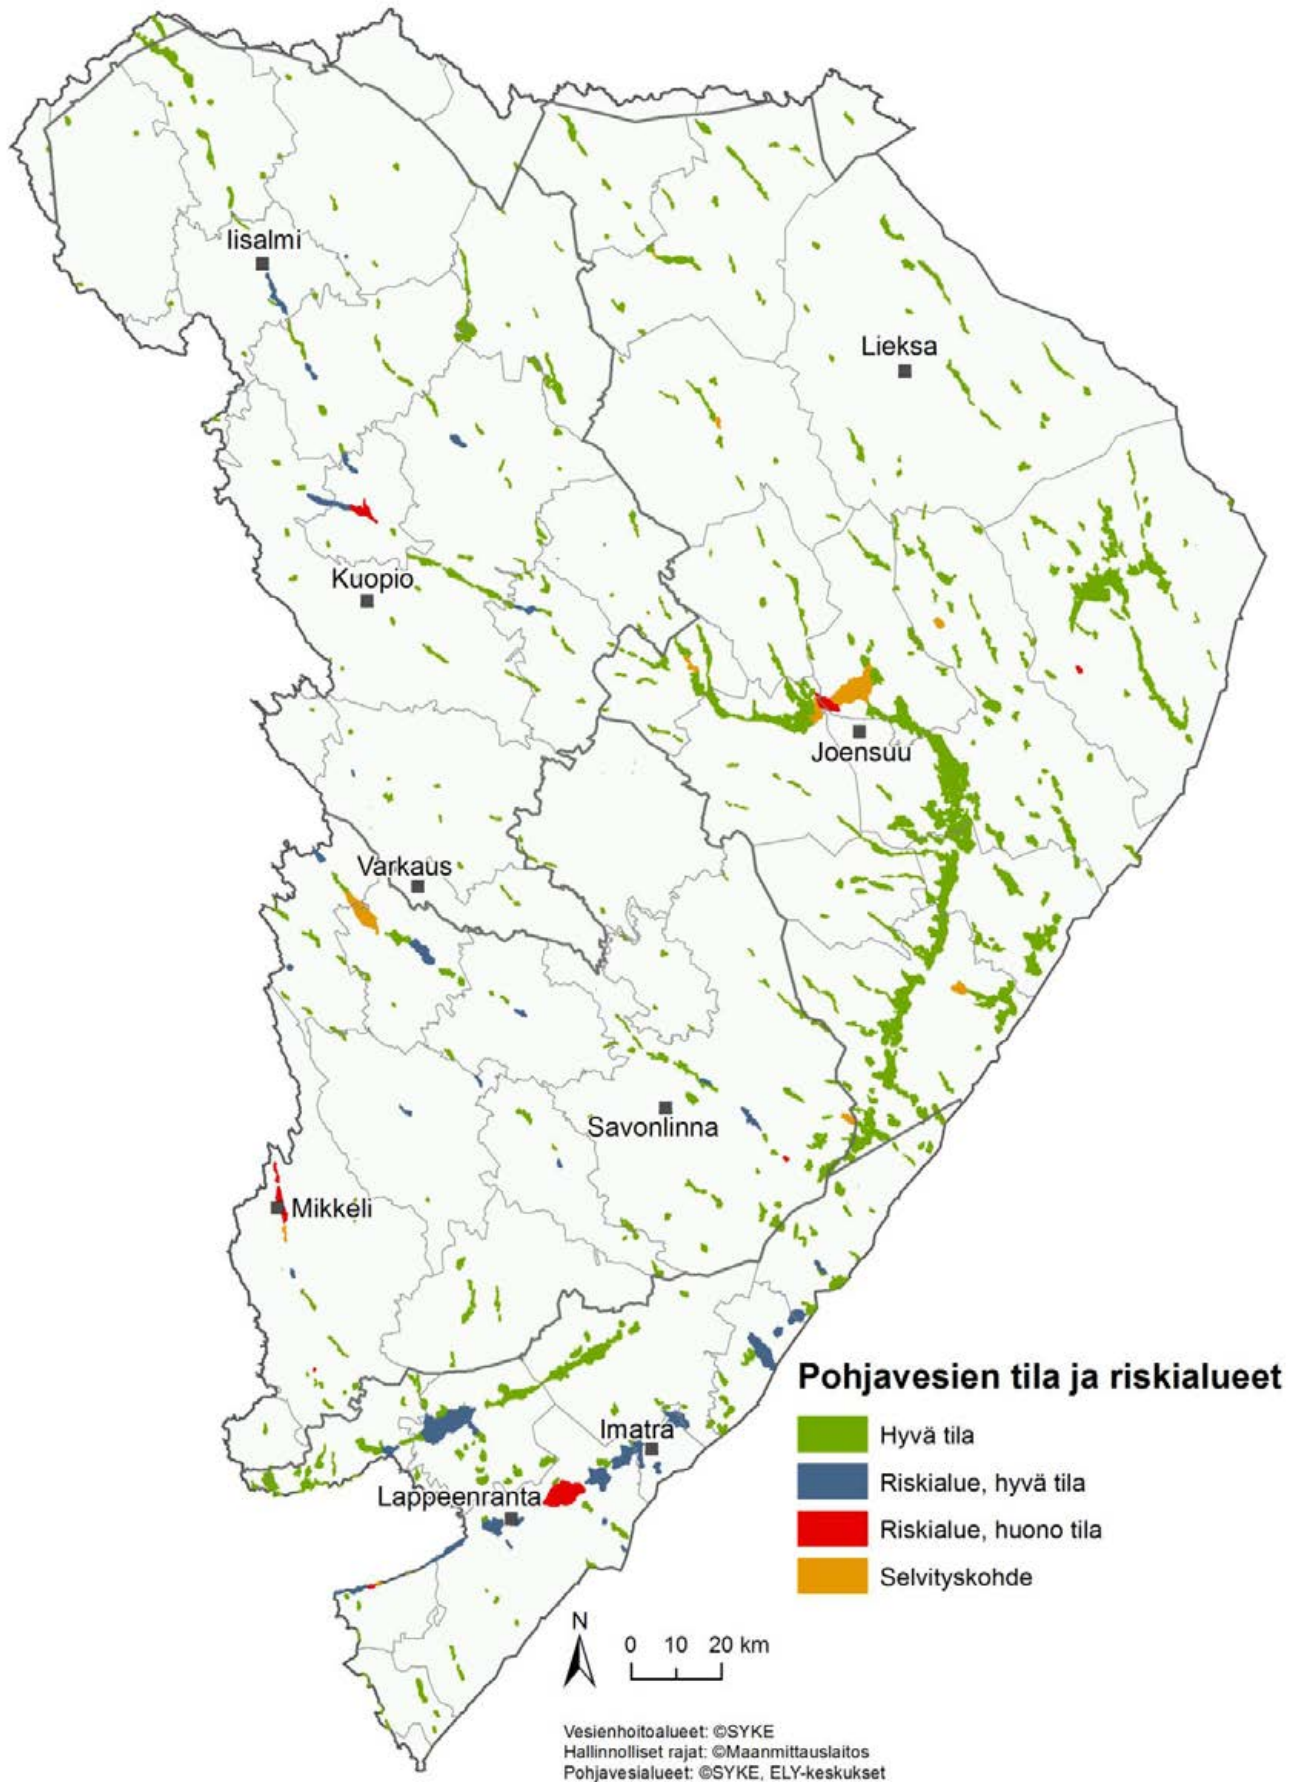 Iisalmi
Lieksa
Kuopio
Joensuu
Varkaus
Savonlinna
Mikkeli
Pohjavesien tila ja riskialueet
Hyvä tila
Imatra
Riskialue, hyvä tila
Lappeenranta
Riskialue, huono tila
Selvityskohde
N
0 10 20 km
Vesienhoitoalueet: ©SYKE
Hallinnolliset rajat: ©Maanmittauslaitos
Pohjavesialueet: ©SYKE, ELY-keskukset